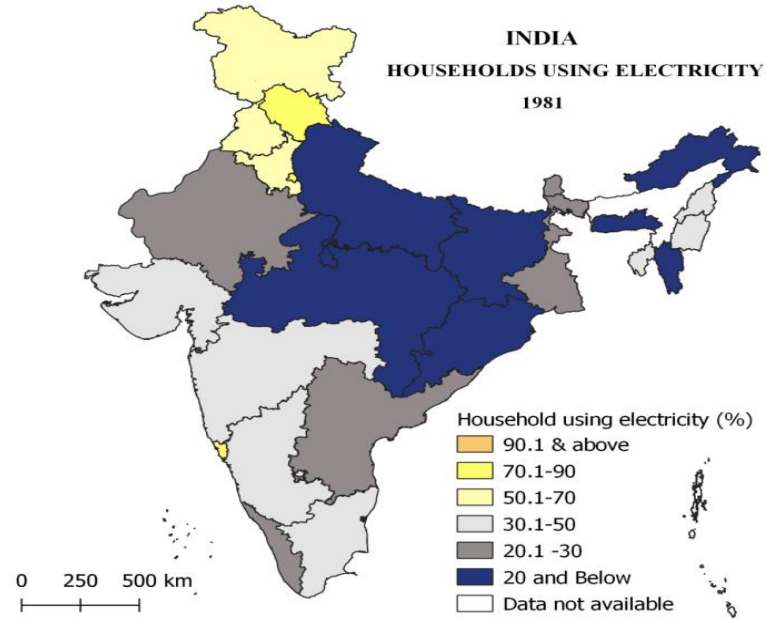 INDIA
HOUSEHOLDS USING ELECTRICITY
1981
Household using electricity (%)
90.1 & above
70.1-90
50.1-70
30.1-50
20.1 -30
20 and Below
Data not available
0 250 500 km